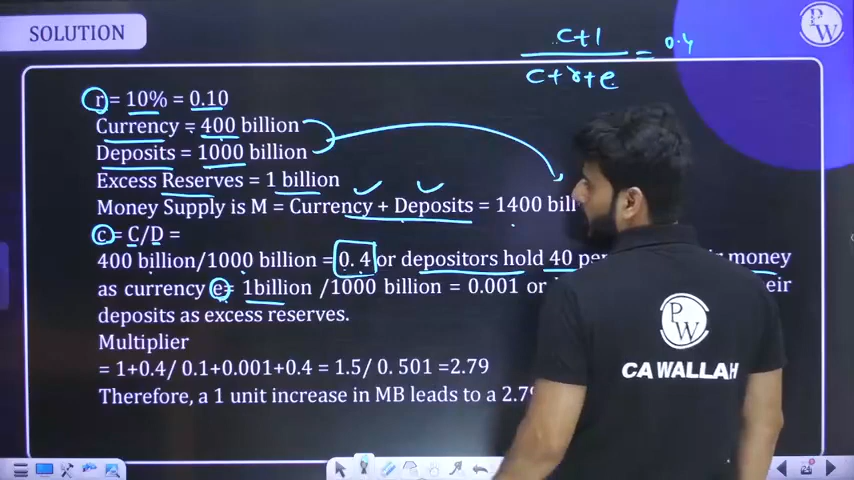 SOLUTION
c+1
c+r+e
= 0.4
r = 10% = 0.10
Currency = 400 billion
Deposits = 1000 billion
Excess Reserves = 1 billion
Money Supply is M = Currency + Deposits = 1400 bill
c = C/D =
400 billion/1000 billion = 0. 4 or depositors hold 40 per money
as currency e= 1billion /1000 billion = 0.001 or eir
deposits as excess reserves.
Multiplier
= 1+0.4/ 0.1+0.001+0.4 = 1.5/ 0. 501 =2.79
Therefore, a 1 unit increase in MB leads to a 2.79
PW
PW
CA WALLAH
24